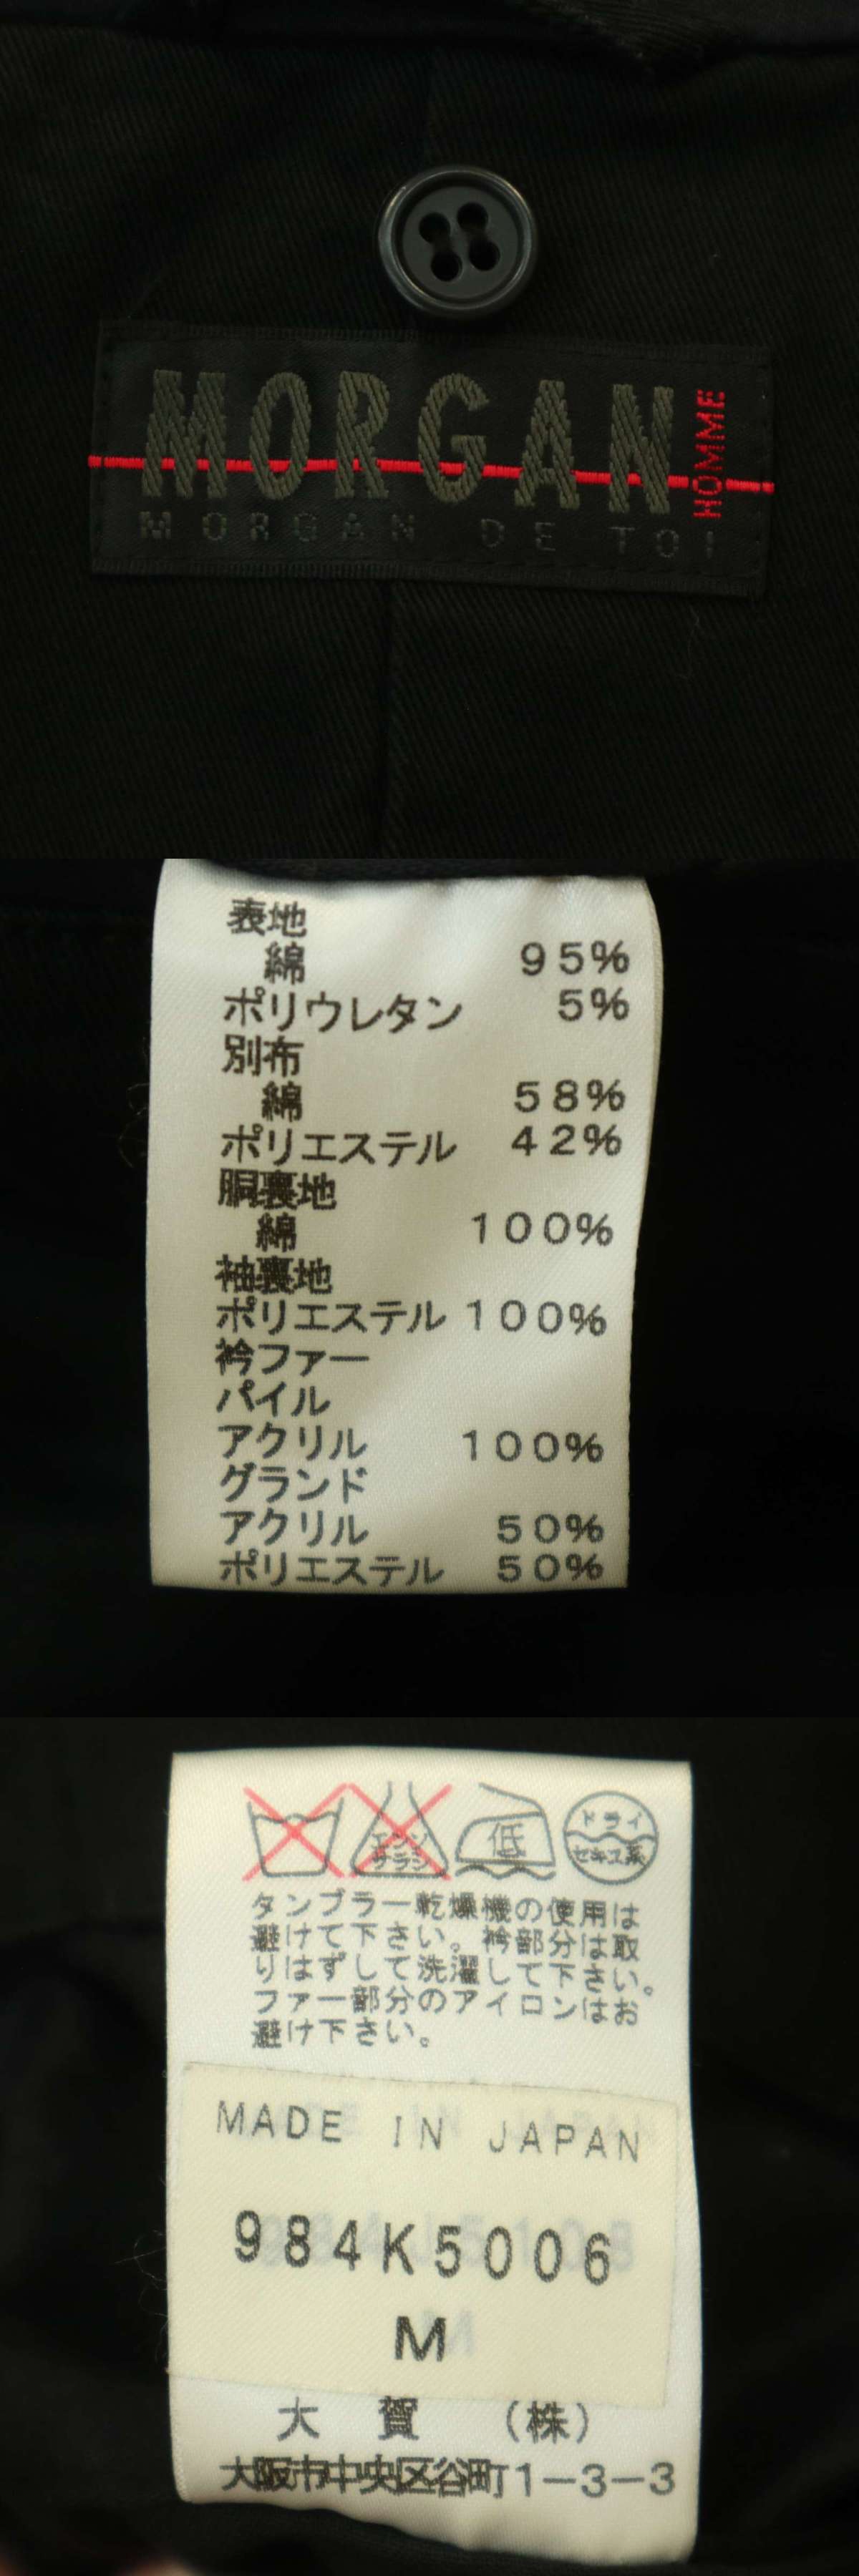 MORGAN HOMME
MORGAN DE TOI
表地
綿 95%
ポリウレタン 5%
別布
綿 58%
ポリエステル 42%
胴裏地
綿 100%
袖裏地
ポリエステル 100%
衿ファー
パイル
アクリル 100%
グランド
アクリル 50%
ポリエステル 50%
エンソサラシ 低 ドライセキユ系
タンブラー乾燥機の使用は
避けて下さい。衿部分は取
りはずして洗濯して下さい。
ファー部分のアイロンはお
避け下さい。
MADE IN JAPAN
984K5006
M
大賀(株)
大阪市中央区谷町1-3-3